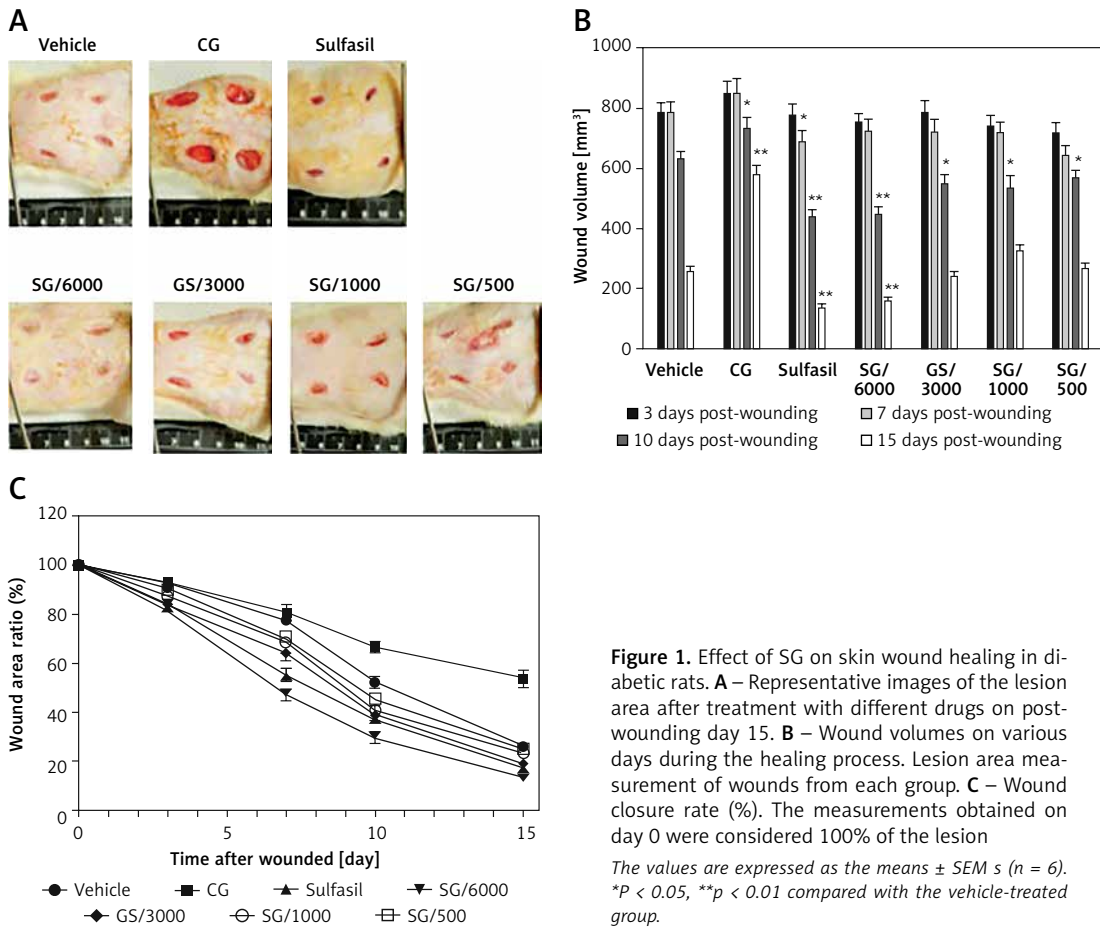 A
Vehicle CG Sulfasil
SG/6000 GS/3000 SG/1000 SG/500
B
1000
800
600
400
200
0
Wound volume [mm³]
* ** * ** ** ** ** * * *
Vehicle CG Sulfasil SG/6000 GS/3000 SG/1000 SG/500
3 days post-wounding 7 days post-wounding
10 days post-wounding 15 days post-wounding
C
120
100
80
60
40
20
0
Wound area ratio (%)
0 5 10 15
Time after wounded [day]
Vehicle CG Sulfasil SG/6000
GS/3000 SG/1000 SG/500
Figure 1. Effect of SG on skin wound healing in di-
abetic rats. A – Representative images of the lesion
area after treatment with different drugs on post-
wounding day 15. B – Wound volumes on various
days during the healing process. Lesion area mea-
surement of wounds from each group. C – Wound
closure rate (%). The measurements obtained on
day 0 were considered 100% of the lesion
The values are expressed as the means ± SEM s (n = 6).
*P < 0.05, **p < 0.01 compared with the vehicle-treated
group.